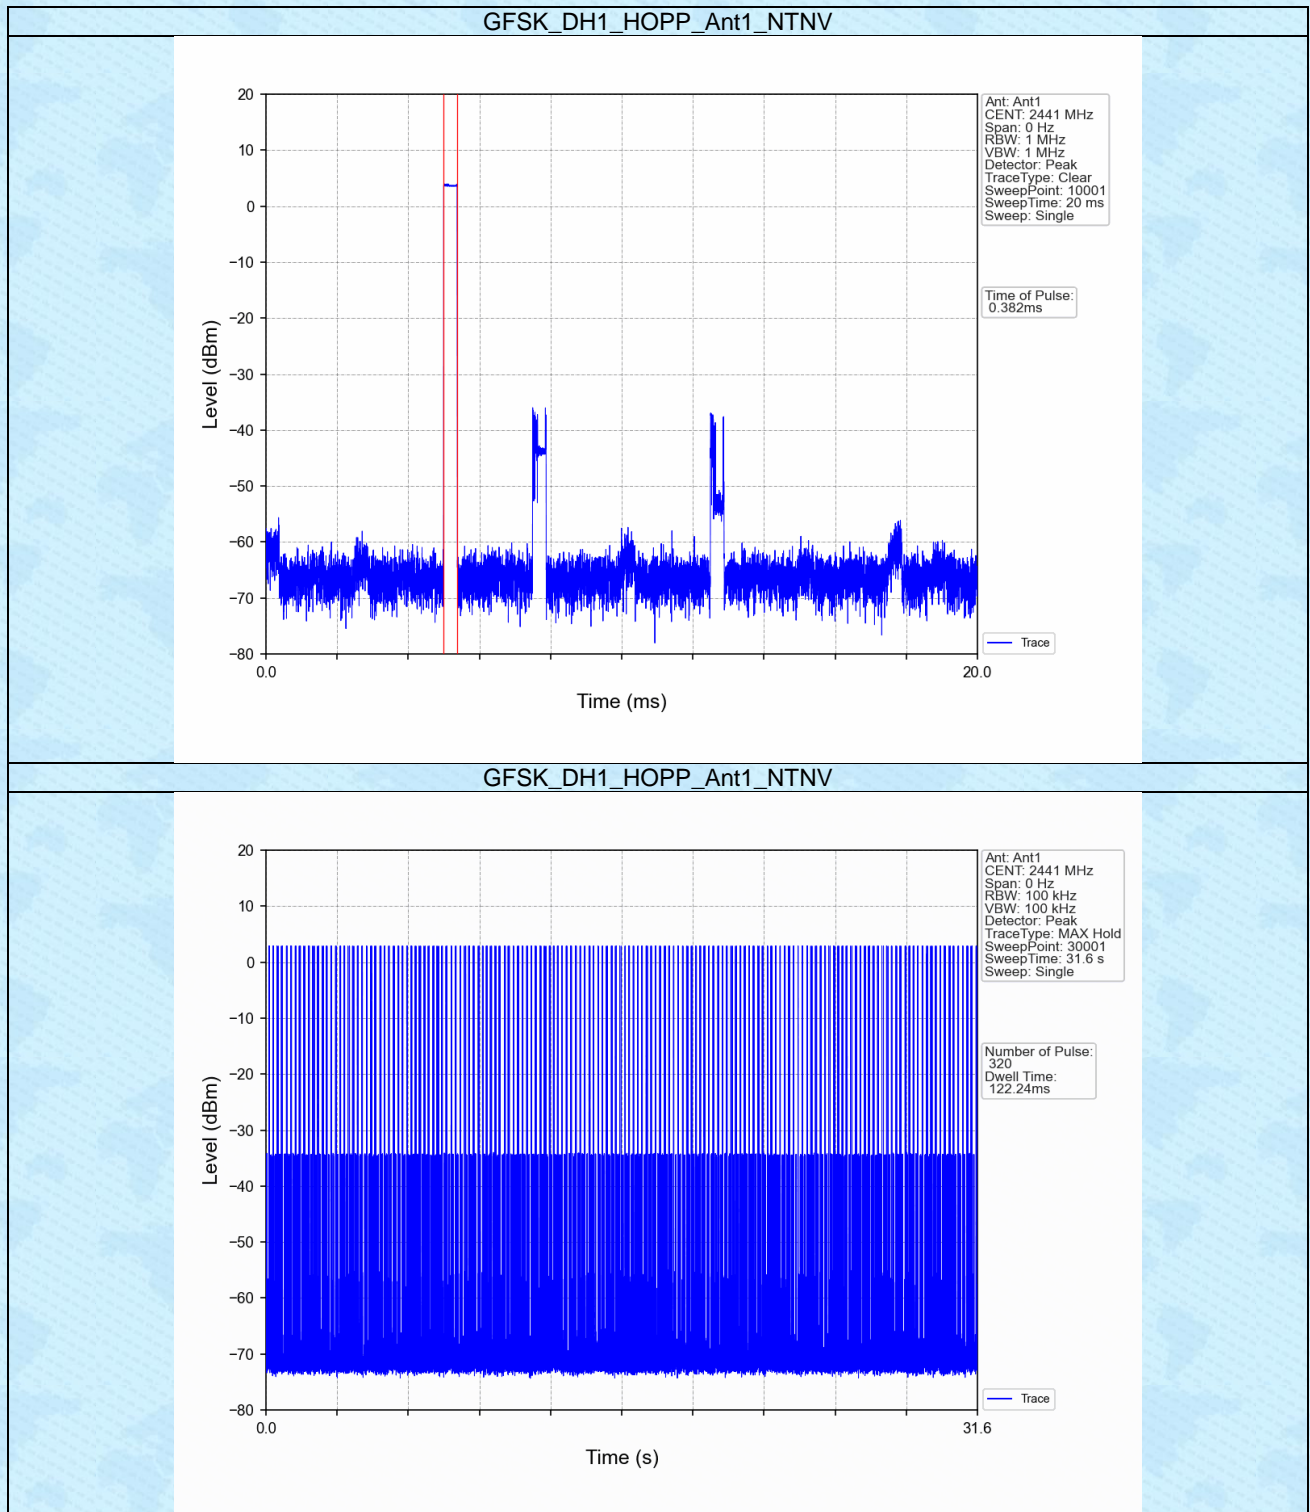 GFSK_DH1_HOPP_Ant1_NTNV
20
10
0
−10
−20
−30
−40
−50
−60
−70
−80
Level (dBm)
0.0
20.0
Time (ms)
Ant: Ant1
CENT: 2441 MHz
Span: 0 Hz
RBW: 1 MHz
VBW: 1 MHz
Detector: Peak
TraceType: Clear
SweepPoint: 10001
SweepTime: 20 ms
Sweep: Single
Time of Pulse:
0.382ms
Trace
GFSK_DH1_HOPP_Ant1_NTNV
20
10
0
−10
−20
−30
−40
−50
−60
−70
−80
Level (dBm)
0.0
31.6
Time (s)
Ant: Ant1
CENT: 2441 MHz
Span: 0 Hz
RBW: 100 kHz
VBW: 100 kHz
Detector: Peak
TraceType: MAX Hold
SweepPoint: 30001
SweepTime: 31.6 s
Sweep: Single
Number of Pulse:
320
Dwell Time:
122.24ms
Trace